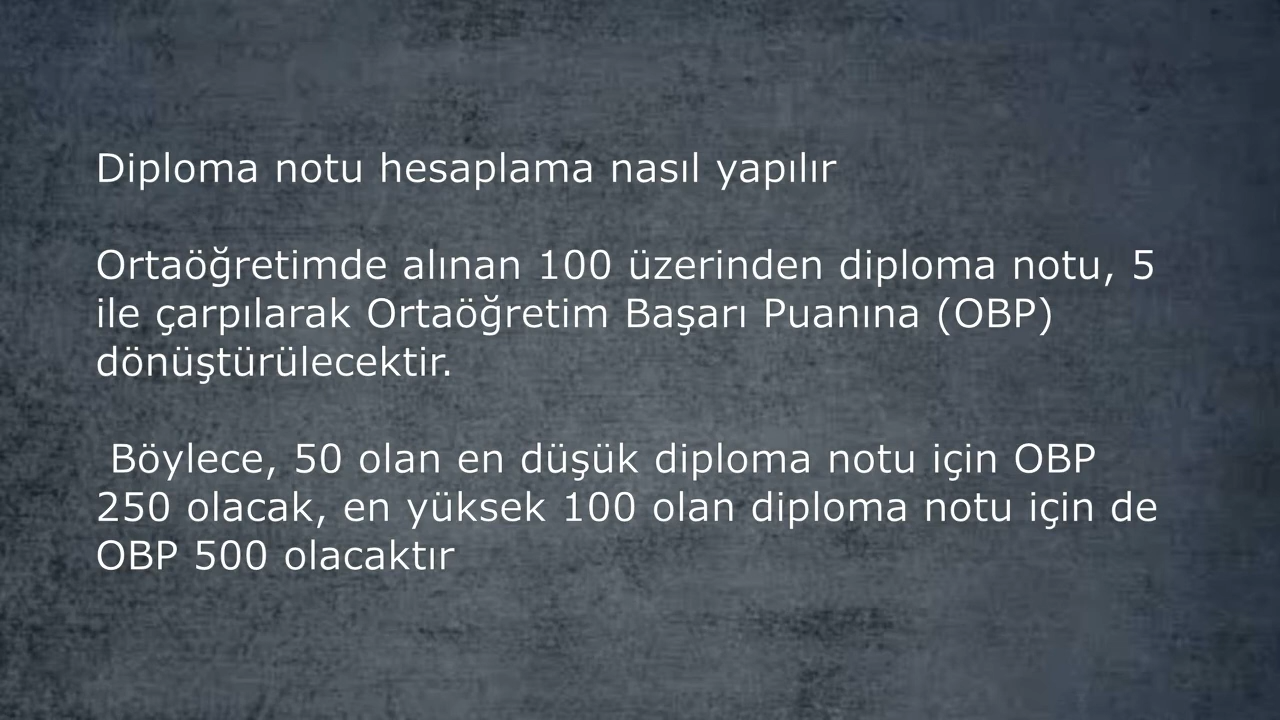 Diploma notu hesaplama nasıl yapılır
Ortaöğretimde alınan 100 üzerinden diploma notu, 5
ile çarpılarak Ortaöğretim Başarı Puanına (OBP)
dönüştürülecektir.
Böylece, 50 olan en düşük diploma notu için OBP
250 olacak, en yüksek 100 olan diploma notu için de
OBP 500 olacaktır